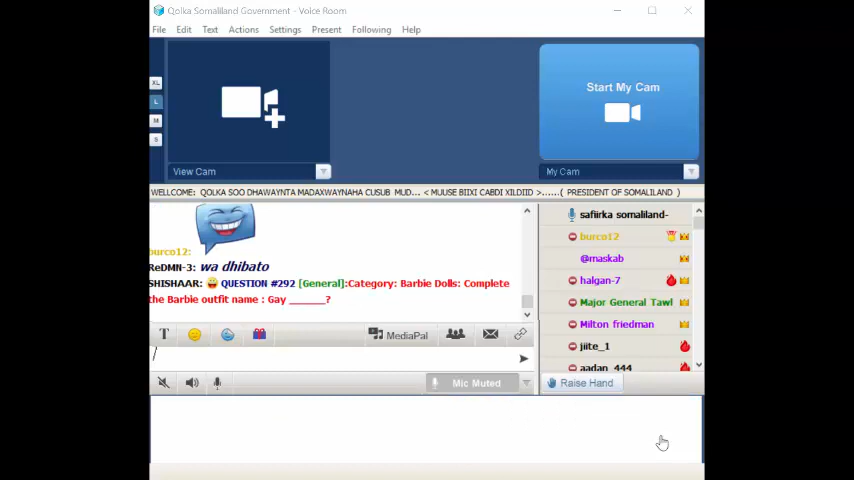 Qolka Somaliland Government - Voice Room
File Edit Text Actions Settings Present Following Help
XL
L
M
S
Start My Cam
View Cam
My Cam
WELLCOME: QOLKA SOO DHAWAYNTA MADAXWAYNAHA CUSUB MUD... < MUUSE BIIXI CABDI XILDIID >......( PRESIDENT OF SOMALILAND )
burco12:
ReDMN-3: wa dhibato
SHISHAAR: QUESTION #292 [General]:Category: Barbie Dolls: Complete
the Barbie outfit name : Gay ______?
T
MediaPal
/
Mic Muted
safiirka somaliland-
burco12
@maskab
halgan-7
Major General Tawl
Milton friedman
jiite_1
aadan_444
Raise Hand